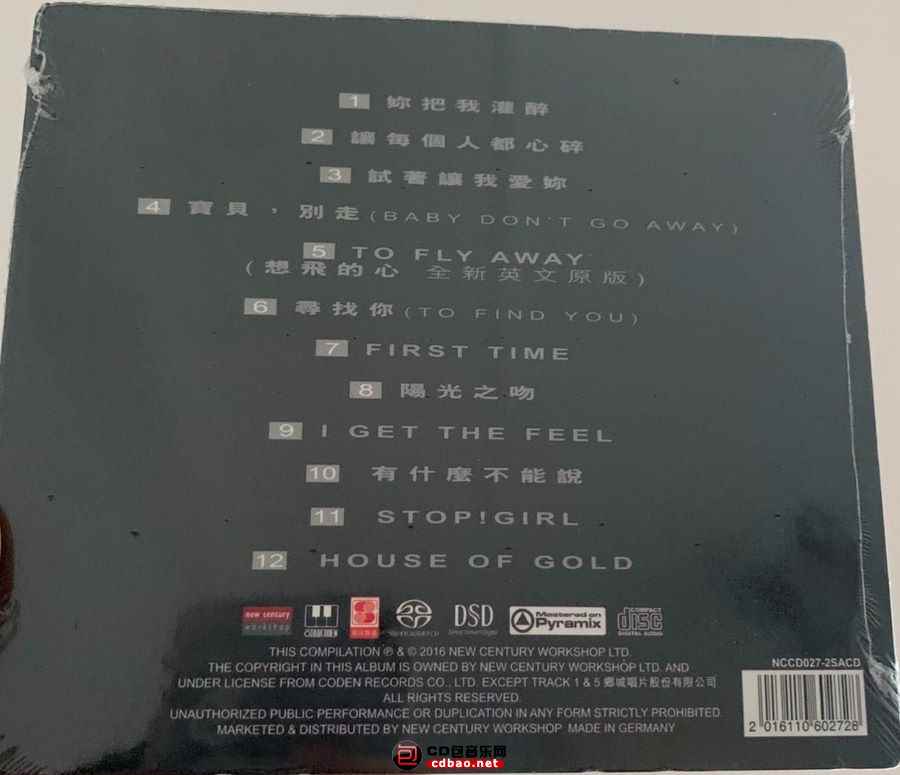 1 妳把我灌醉
2 讓每個人都心碎
3 試著讓我愛妳
4 寶貝，別走(BABY DON'T GO AWAY)
5 TO FLY AWAY
(想飛的心 全新英文原版)
6 尋找你(TO FIND YOU)
7 FIRST TIME
8 陽光之吻
9 I GET THE FEEL
10 有什麼不能說
11 STOP!GIRL
12 HOUSE OF GOLD
new century workshop DSD Mastered on Pyramix COMPACT disc DIGITAL AUDIO
THIS COMPILATION ℗ & © 2016 NEW CENTURY WORKSHOP LTD.
THE COPYRIGHT IN THIS ALBUM IS OWNED BY NEW CENTURY WORKSHOP LTD. AND
UNDER LICENSE FROM CODEN RECORDS CO., LTD. EXCEPT TRACK 1 & 5 鄉城唱片股份有限公司
ALL RIGHTS RESERVED.
UNAUTHORIZED PUBLIC PERFORMANCE OR DUPLICATION IN ANY FORM STRICTLY PROHIBITED.
MARKETED & DISTRIBUTED BY NEW CENTURY WORKSHOP. MADE IN GERMANY
NCCD027-2SACD
2 016110 602728
CD包音乐网
cdbao.net